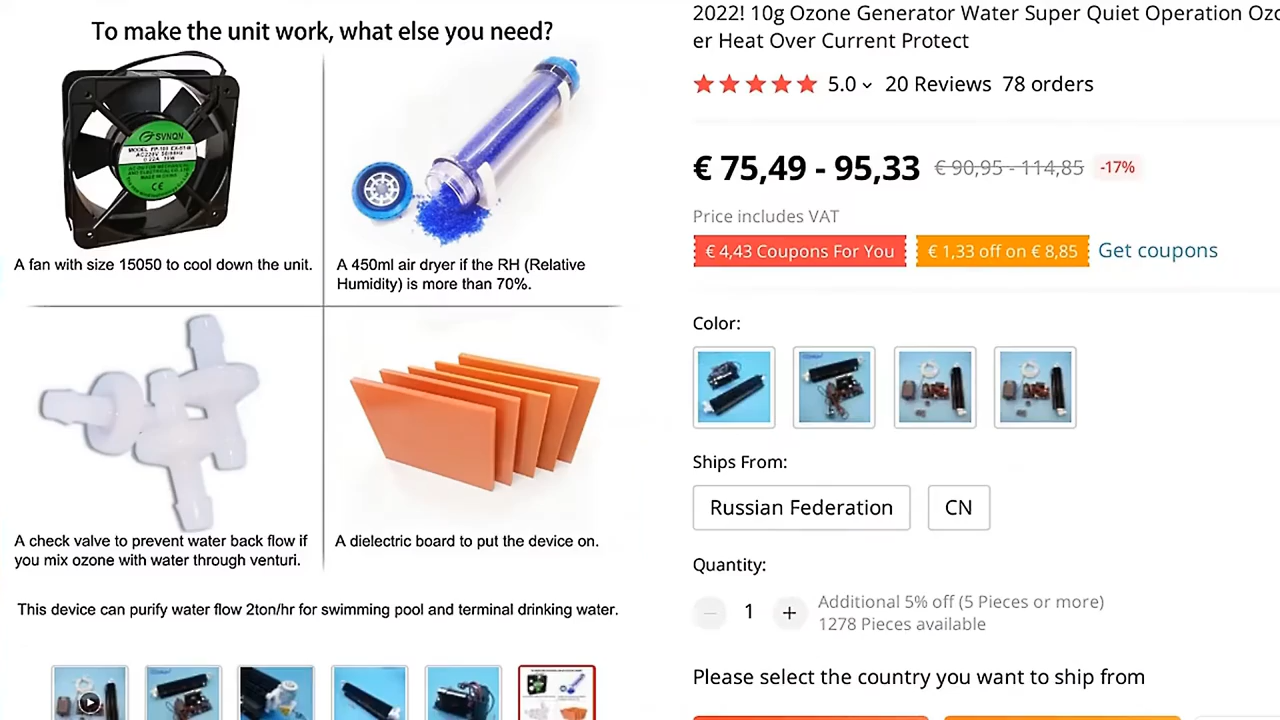 To make the unit work, what else you need?
SVNQN
A fan with size 15050 to cool down the unit.
A 450ml air dryer if the RH (Relative
Humidity) is more than 70%.
A check valve to prevent water back flow if
you mix ozone with water through venturi.
A dielectric board to put the device on.
This device can purify water flow 2ton/hr for swimming pool and terminal drinking water.
2022! 10g Ozone Generator Water Super Quiet Operation Ozo
er Heat Over Current Protect
5.0 20 Reviews 78 orders
€ 75,49 - 95,33 € 90,95 - 114,85 -17%
Price includes VAT
€ 4,43 Coupons For You € 1,33 off on € 8,85 Get coupons
Color:
Ships From:
Russian Federation CN
Quantity:
1 + Additional 5% off (5 Pieces or more)
1278 Pieces available
Please select the country you want to ship from